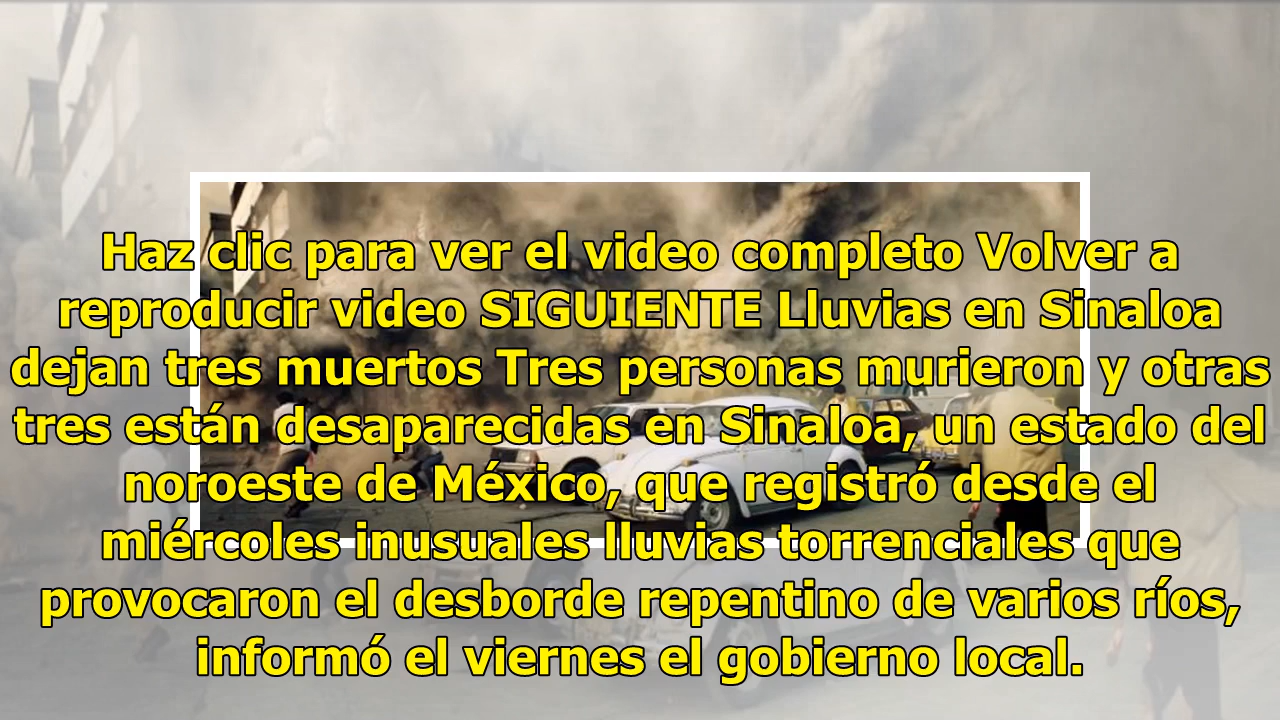 Haz clic para ver el video completo Volver a
reproducir video SIGUIENTE Lluvias en Sinaloa
dejan tres muertos Tres personas murieron y otras
tres están desaparecidas en Sinaloa, un estado del
noroeste de México, que registró desde el
miércoles inusuales lluvias torrenciales que
provocaron el desborde repentino de varios ríos,
informó el viernes el gobierno local.